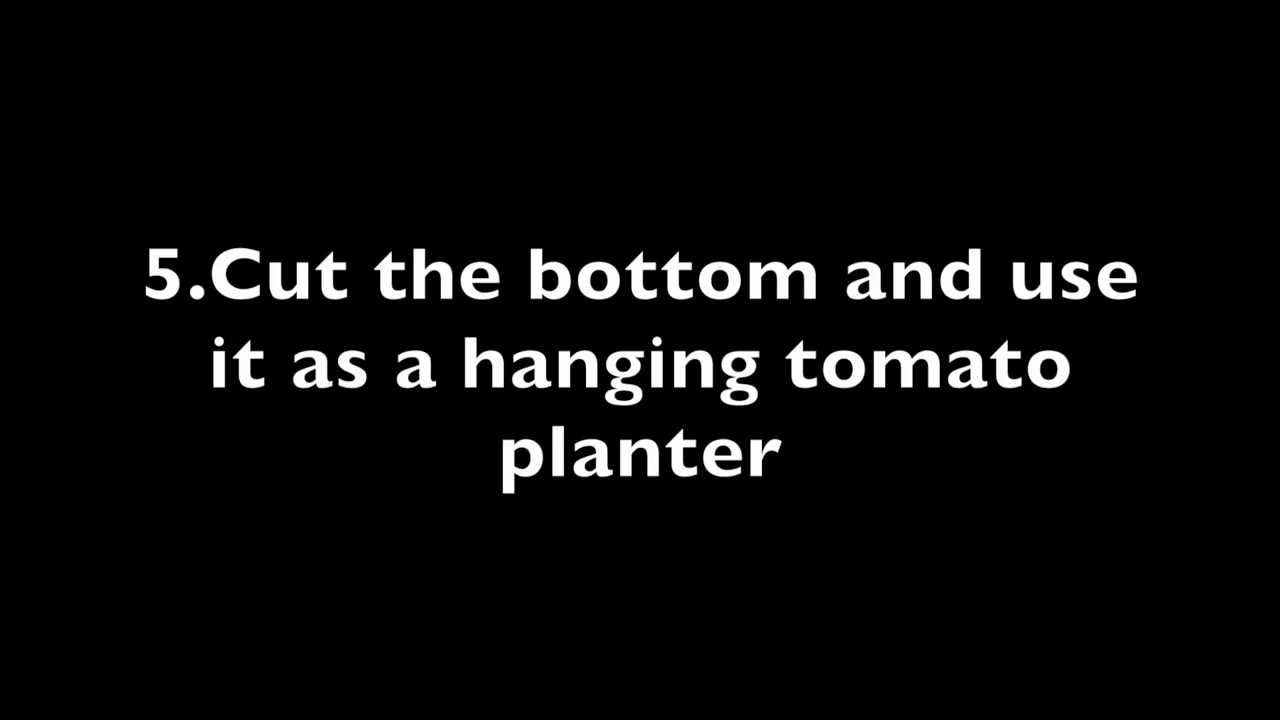 5.Cut the bottom and use
it as a hanging tomato
planter